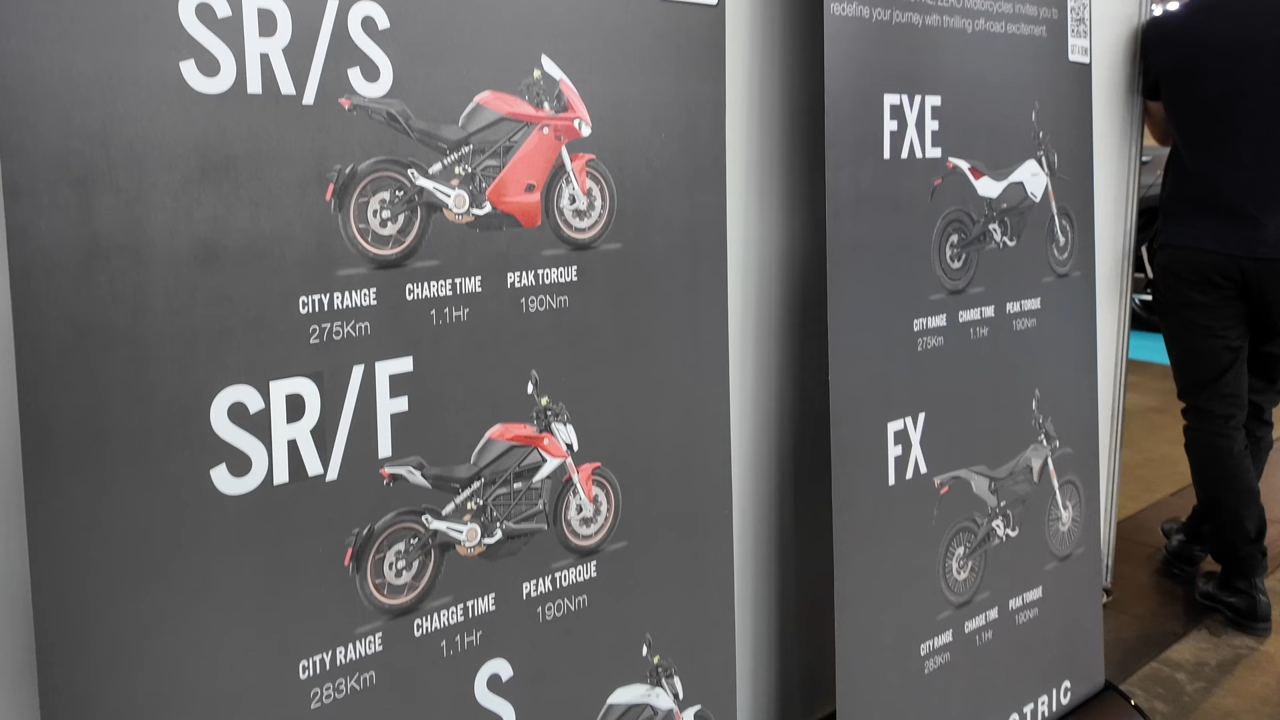 SR/S
CITY RANGE CHARGE TIME PEAK TORQUE
275Km 1.1Hr 190Nm
SR/F
CITY RANGE CHARGE TIME PEAK TORQUE
283Km 1.1Hr 190Nm
S
ZERO Motorcycles invites you to
redefine your journey with thrilling off-road excitement.
FXE
CITY RANGE CHARGE TIME PEAK TORQUE
275Km 1.1Hr 190Nm
FX
CITY RANGE CHARGE TIME PEAK TORQUE
283Km 1.1Hr 190Nm
CTRIC